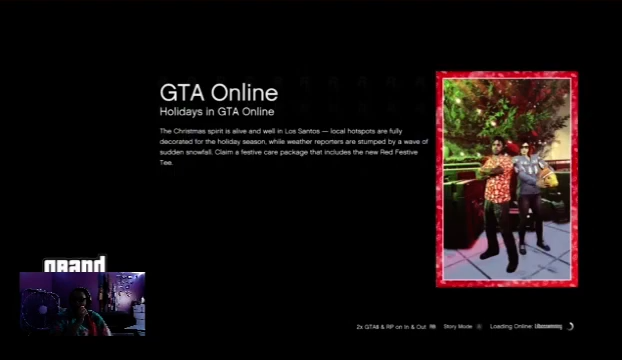 GTA Online
Holidays in GTA Online
The Christmas spirit is alive and well in Los Santos — local hotspots are fully
decorated for the holiday season, while weather reporters are stumped by a wave of
sudden snowfall. Claim a festive care package that includes the new Red Festive
Tee.
grand
2x GTA$ & RP on In & Out Story Mode Loading Online